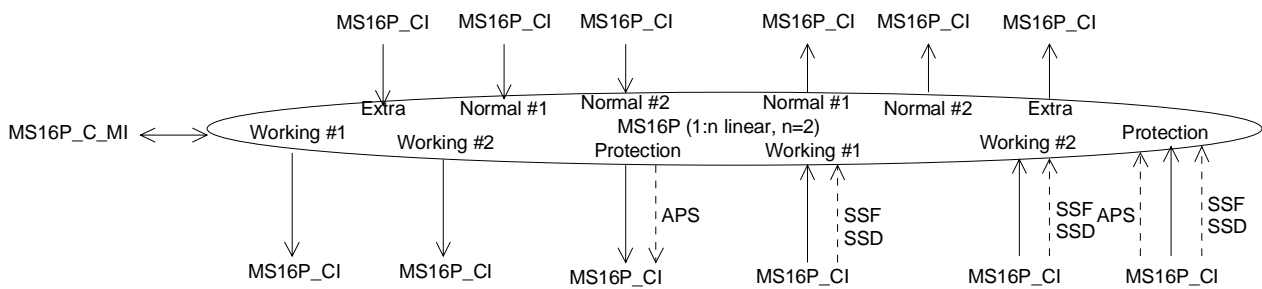 MS16P_CI MS16P_CI MS16P_CI MS16P_CI MS16P_CI MS16P_CI
Extra Normal #1 Normal #2 Normal #1 Normal #2 Extra
MS16P_C_MI Working #1 MS16P (1:n linear, n=2) Protection
Working #2 Protection Working #1 Working #2
APS SSF SSF APS SSF
SSD SSD SSD
MS16P_CI MS16P_CI MS16P_CI MS16P_CI MS16P_CI MS16P_CI